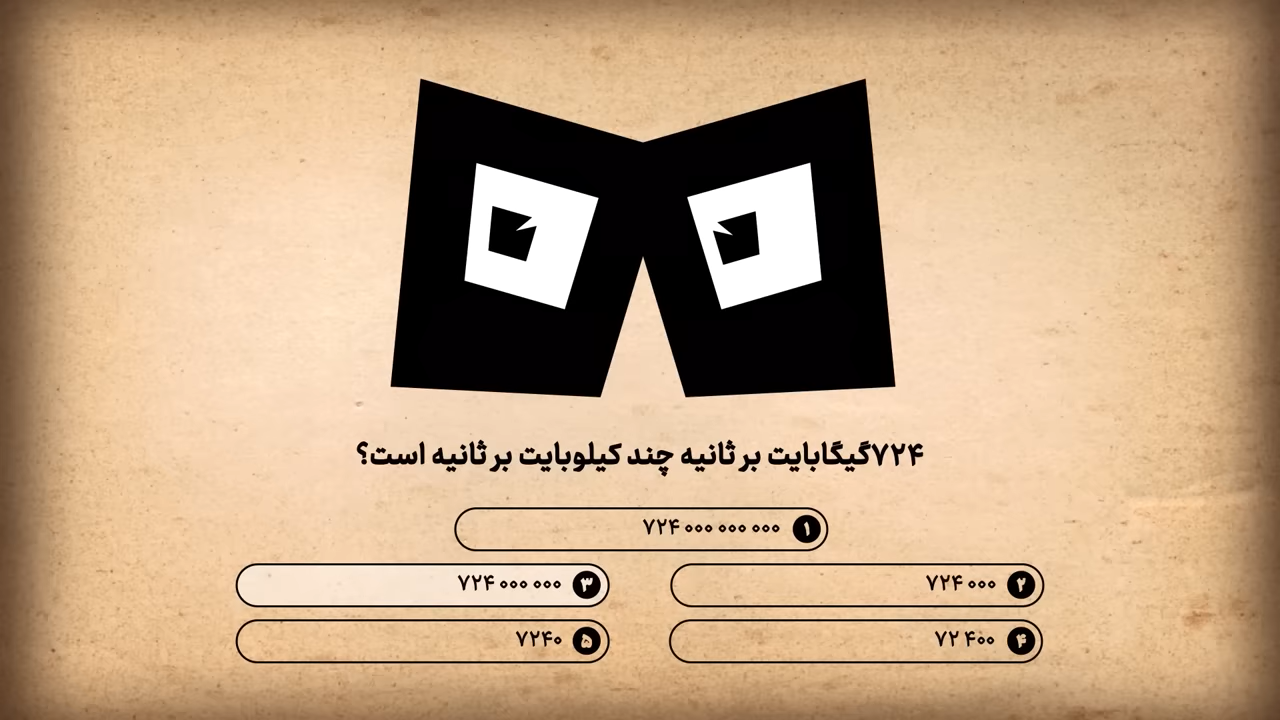 ۷۲۴گیگابایت بر ثانیه چند کیلوبایت بر ثانیه است؟
۱ ۷۲۴ ۰۰۰ ۰۰۰ ۰۰۰
۲ ۷۲۴ ۰۰۰
۳ ۷۲۴ ۰۰۰ ۰۰۰
۴ ۷۲ ۴۰۰
۵ ۷۲۴۰